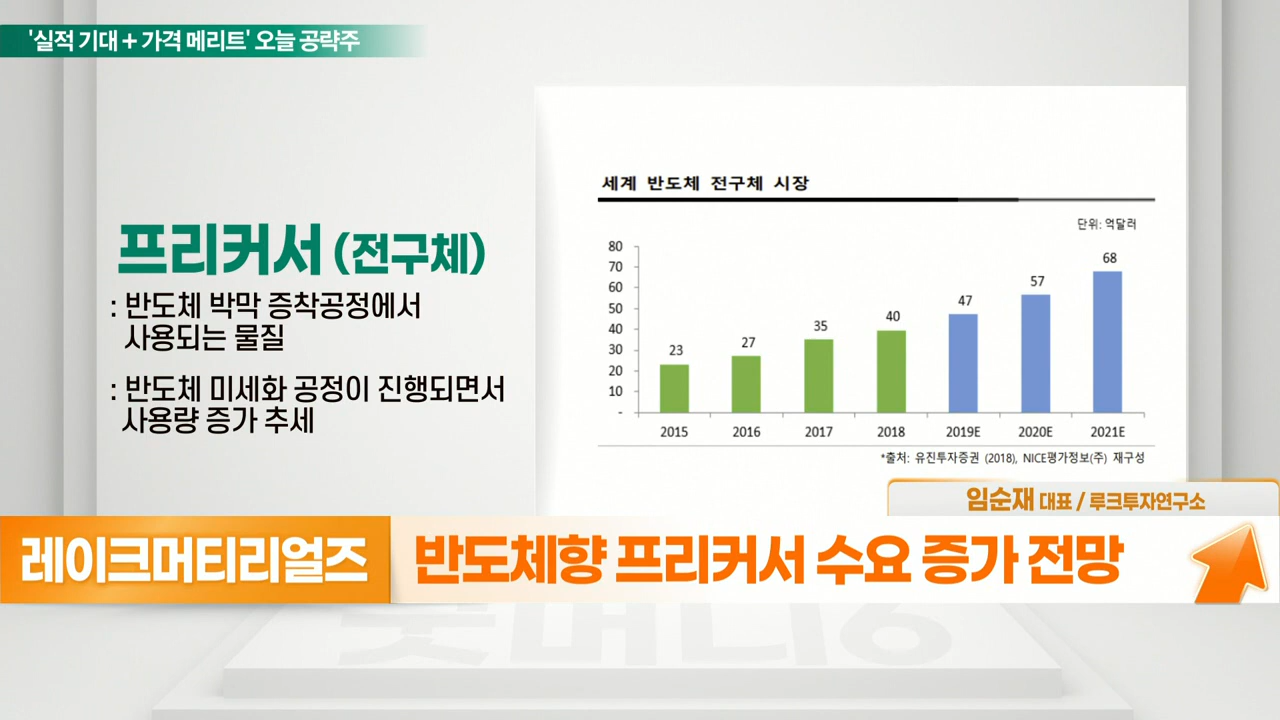 '실적 기대 + 가격 메리트' 오늘 공략주
프리커서 (전구체)
: 반도체 박막 증착공정에서
사용되는 물질
: 반도체 미세화 공정이 진행되면서
사용량 증가 추세
세계 반도체 전구체 시장
단위: 억달러
80
70
60
50
40
30
20
10
-
23
27
35
40
47
57
68
2015
2016
2017
2018
2019E
2020E
2021E
*출처: 유진투자증권 (2018), NICE평가정보(주) 재구성
임순재 대표 / 루크투자연구소
레이크머티리얼즈
반도체향 프리커서 수요 증가 전망
굿머니6